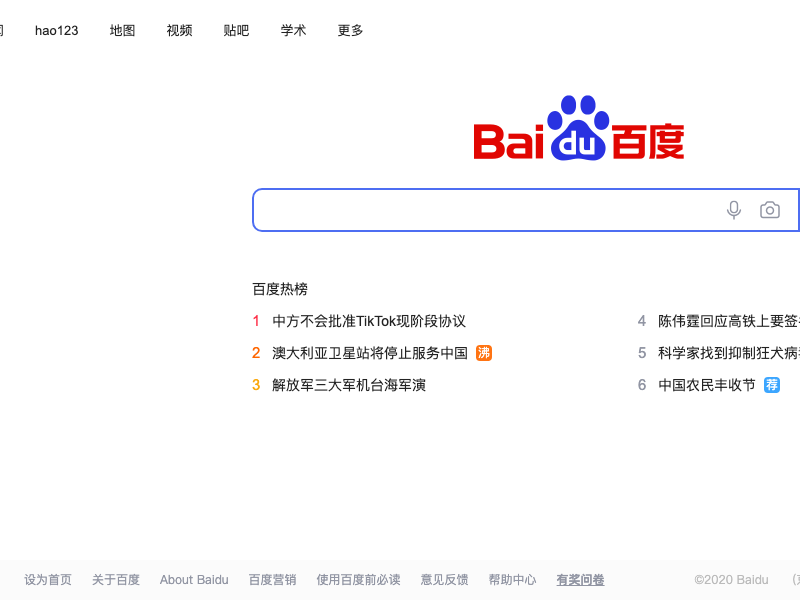 hao123 地图 视频 贴吧 学术 更多
Bai du 百度
百度热榜
1 中方不会批准TikTok现阶段协议
2 澳大利亚卫星站将停止服务中国 沸
3 解放军三大军机台海军演
4 陈伟霆回应高铁上要签
5 科学家找到抑制狂犬病
6 中国农民丰收节 荐
设为首页 关于百度 About Baidu 百度营销 使用百度前必读 意见反馈 帮助中心 有奖问卷 ©2020 Baidu